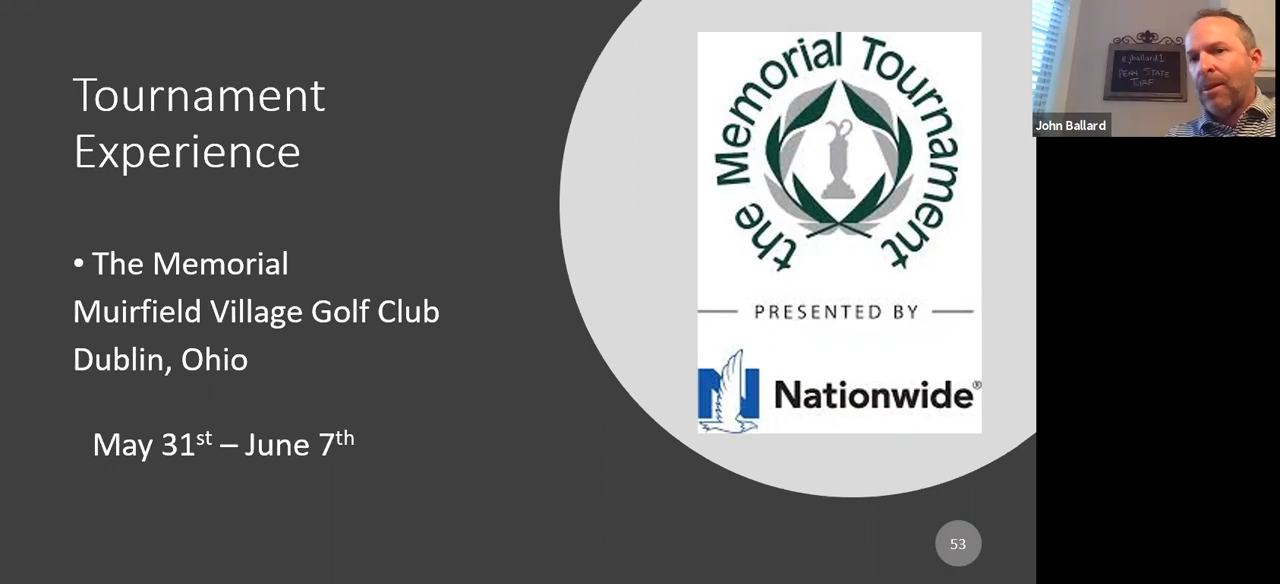 Tournament
Experience
• The Memorial
Muirfield Village Golf Club
Dublin, Ohio
May 31st – June 7th
the Memorial Tournament
PRESENTED BY
N Nationwide®
53
@jballard1
PENN STATE
TURF
John Ballard